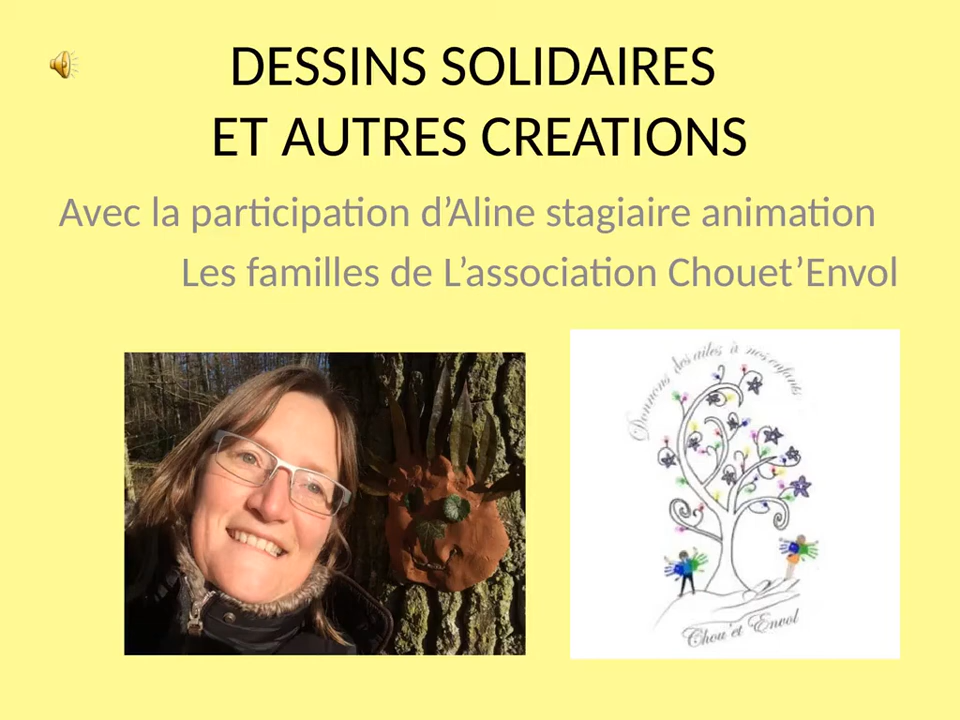 DESSINS SOLIDAIRES
ET AUTRES CREATIONS
Avec la participation d’Aline stagiaire animation
Les familles de L’association Chouet’Envol
Donnons des ailes à nos enfants
Chou'et Envol